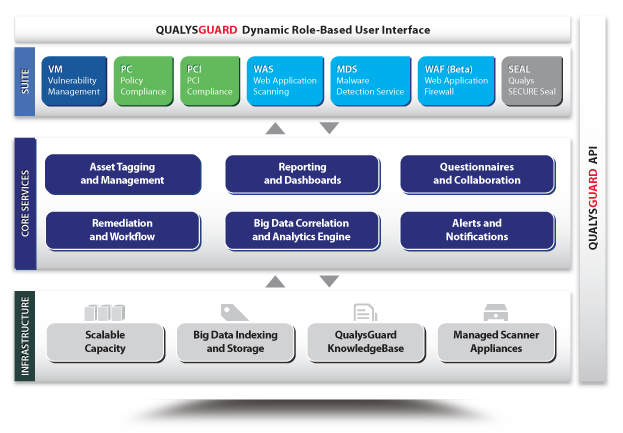 QUALYSGUARD Dynamic Role-Based User Interface
SUITE
VM
Vulnerability
Management
PC
Policy
Compliance
PCI
PCI
Compliance
WAS
Web Application
Scanning
MDS
Malware
Detection Service
WAF (Beta)
Web Application
Firewall
SEAL
Qualys
SECURE Seal
CORE SERVICES
Asset Tagging
and Management
Reporting
and Dashboards
Questionnaires
and Collaboration
Remediation
and Workflow
Big Data Correlation
and Analytics Engine
Alerts and
Notifications
INFRASTRUCTURE
Scalable
Capacity
Big Data Indexing
and Storage
QualysGuard
KnowledgeBase
Managed Scanner
Appliances
QUALYSGUARD API